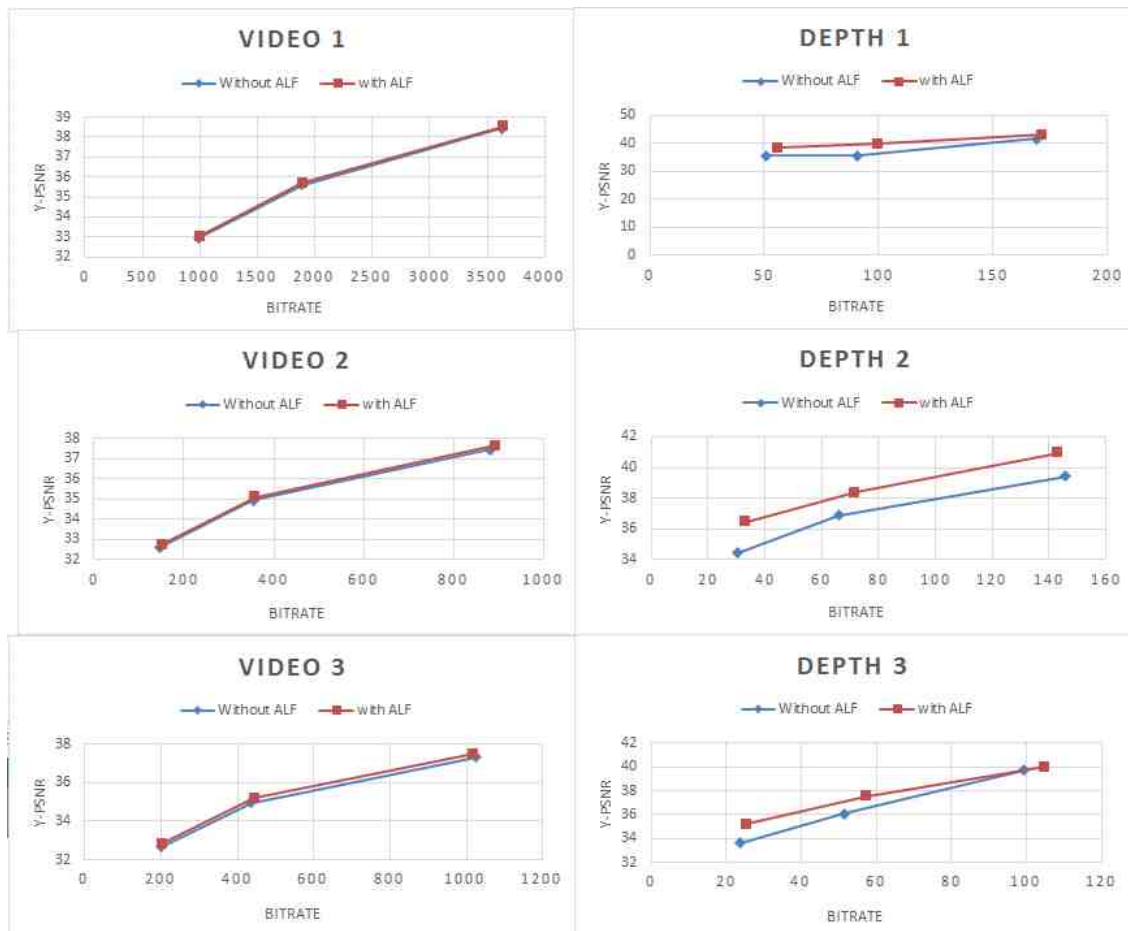 VIDEO 1
Without ALF with ALF
39
38
37
36
35
34
33
32
Y-PSNR
0 500 1000 1500 2000 2500 3000 3500 4000
BITRATE
DEPTH 1
Without ALF with ALF
50
40
30
20
10
0
Y-PSNR
0 50 100 150 200
BITRATE
VIDEO 2
Without ALF with ALF
38
37
36
35
34
33
32
Y-PSNR
0 200 400 600 800 1000
BITRATE
DEPTH 2
Without ALF with ALF
42
40
38
36
34
Y-PSNR
0 20 40 60 80 100 120 140 160
BITRATE
VIDEO 3
Without ALF with ALF
38
36
34
32
Y-PSNR
0 200 400 600 800 1000 1200
BITRATE
DEPTH 3
Without ALF with ALF
42
40
38
36
34
32
Y-PSNR
0 20 40 60 80 100 120
BITRATE